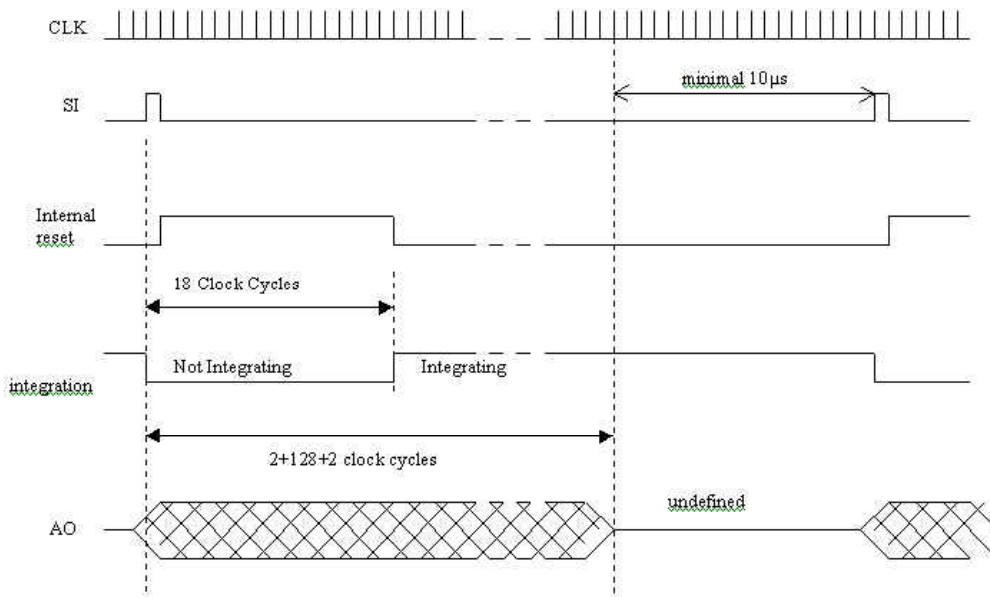 CLK
minimal 10µs
SI
Internal
reset
18 Clock Cycles
Not Integrating
Integrating
integration
2+128+2 clock cycles
undefined
AO